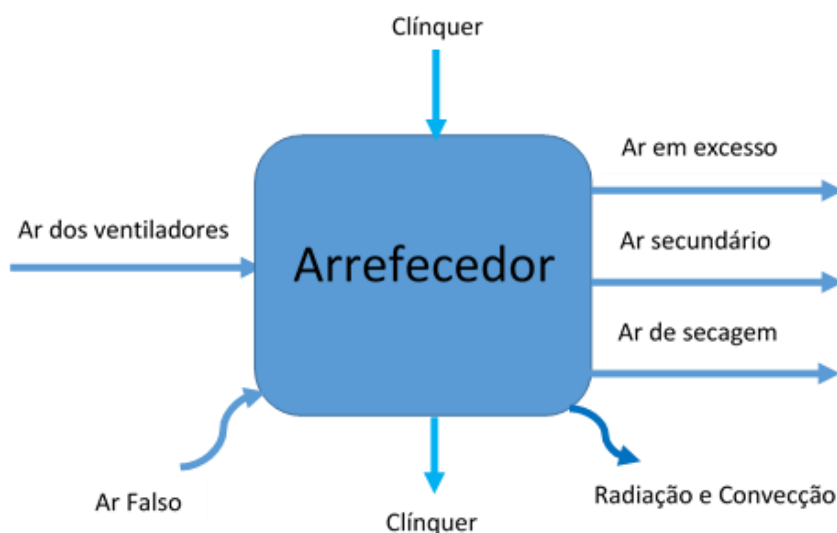 Clínquer
Ar em excesso
Ar dos ventiladores
Arrefecedor
Ar secundário
Ar de secagem
Ar Falso
Clínquer
Radiação e Convecção